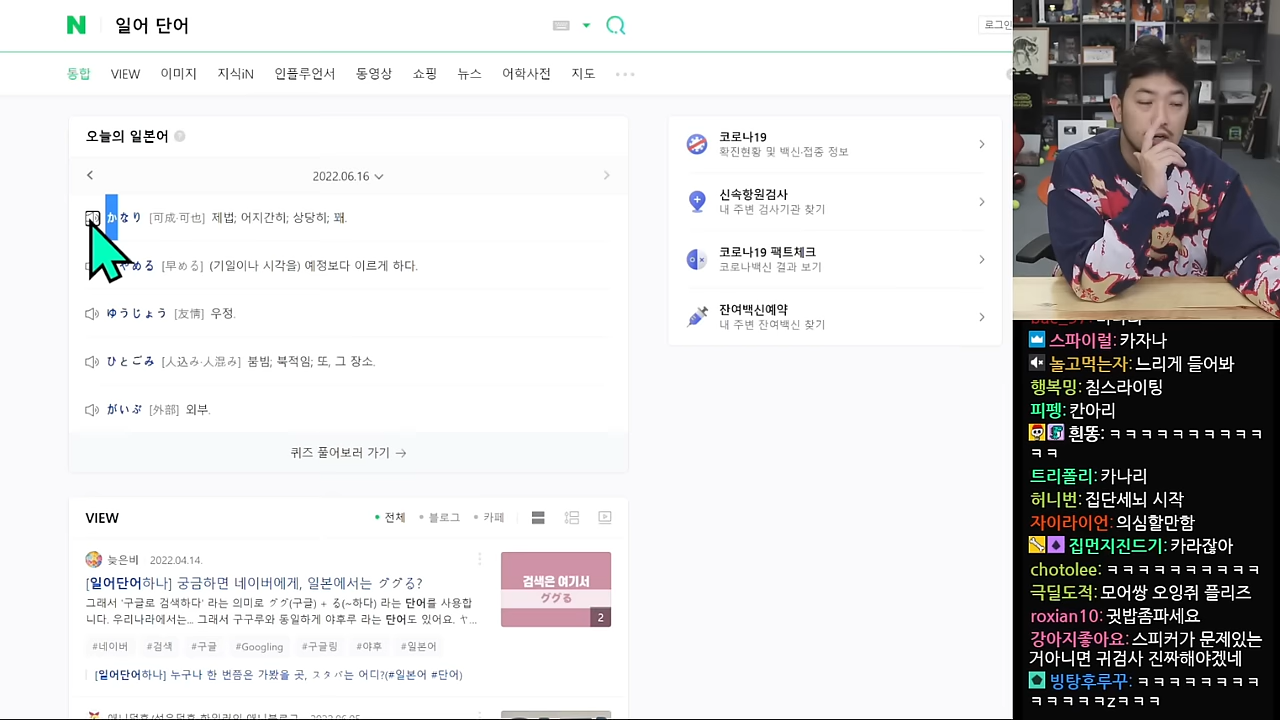 N 일어 단어
로그인
통합 VIEW 이미지 지식iN 인플루언서 동영상 쇼핑 뉴스 어학사전 지도
오늘의 일본어
2022.06.16
かなり [可成·可也] 제법; 어지간히; 상당히; 꽤.
める [早める] (기일이나 시각을) 예정보다 이르게 하다.
ゆうじょう [友情] 우정.
ひとごみ [人込み·人混み] 붐빔; 북적임; 또, 그 장소.
がいぶ [外部] 외부.
퀴즈 풀어보러 가기 →
코로나19
확진현황 및 백신·접종 정보
신속항원검사
내 주변 검사기관 찾기
코로나19 팩트체크
코로나백신 결과 보기
잔여백신예약
내 주변 잔여백신 찾기
VIEW
전체 블로그 카페
늦은비 2022.04.14.
[일어단어하나] 궁금하면 네이버에게, 일본에서는 ググる?
그래서 '구글로 검색하다' 라는 의미로 ググ(구글) + る(~하다) 라는 단어를 사용합
니다. 우리나라에서는... 그래서 구구루와 동일하게 야후루 라는 단어도 있어요. ヤ...
#네이버 #검색 #구글 #Googling #구글링 #야후 #일본어
[일어단어하나] 누구나 한 번쯤은 가봤을 곳, スタバ는 어디?(#일본어 #단어)
검색은 여기서
ググる
2
스파이럴: 카자나
놀고먹는자: 느리게 들어봐
행복밍: 침스라이팅
피펭: 칸아리
흰똥: ㅋㅋㅋㅋㅋㅋㅋㅋㅋㅋ
ㅋㅋ
트리폴리: 카나리
허니번: 집단세뇌 시작
자이라이언: 의심할만함
집먼지진드기: 카라잖아
chotolee: ㅋㅋㅋㅋㅋㅋㅋㅋㅋㅋ
극딜도적: 모어쌍 오잉쥐 플리즈
roxian10: 귓밥좀파세요
강아지좋아요: 스피커가 문제있는
거아니면 귀검사 진짜해야겠네
빙탕후루꾸: ㅋㅋㅋㅋㅋㅋㅋㅋ
ㅋㅋㅋㅋㅋzㅋㅋㅋ